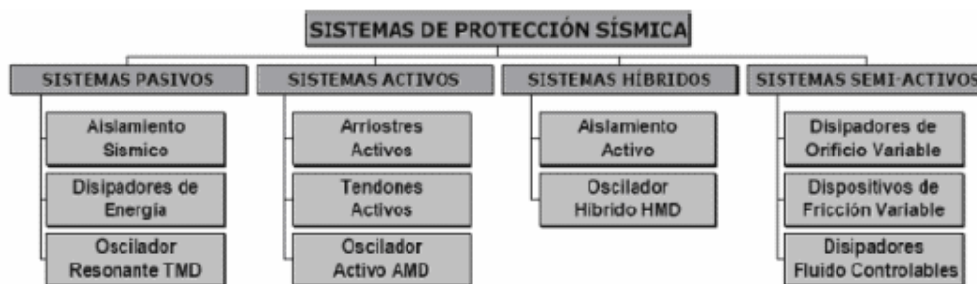 SISTEMAS DE PROTECCIÓN SÍSMICA
SISTEMAS PASIVOS
Aislamiento
Sísmico
Disipadores de
Energía
Oscilador
Resonante TMD
SISTEMAS ACTIVOS
Arriostres
Activos
Tendones
Activos
Oscilador
Activo AMD
SISTEMAS HÍBRIDOS
Aislamiento
Activo
Oscilador
Híbrido HMD
SISTEMAS SEMI-ACTIVOS
Disipadores de
Orificio Variable
Dispositivos de
Fricción Variable
Disipadores
Fluido Controlables